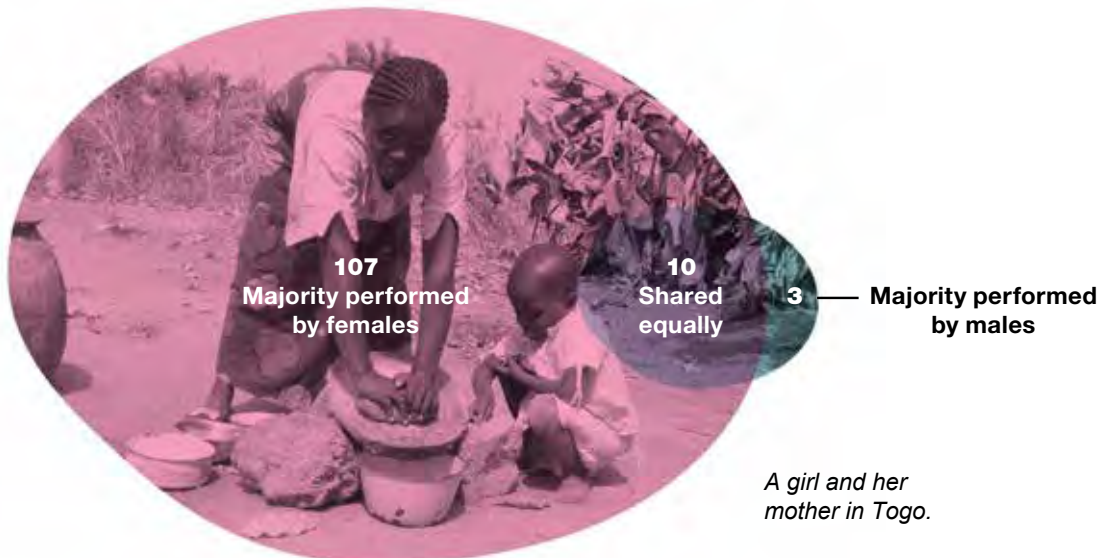 107
Majority performed
by females
10
Shared
equally
3
Majority performed
by males
A girl and her
mother in Togo.